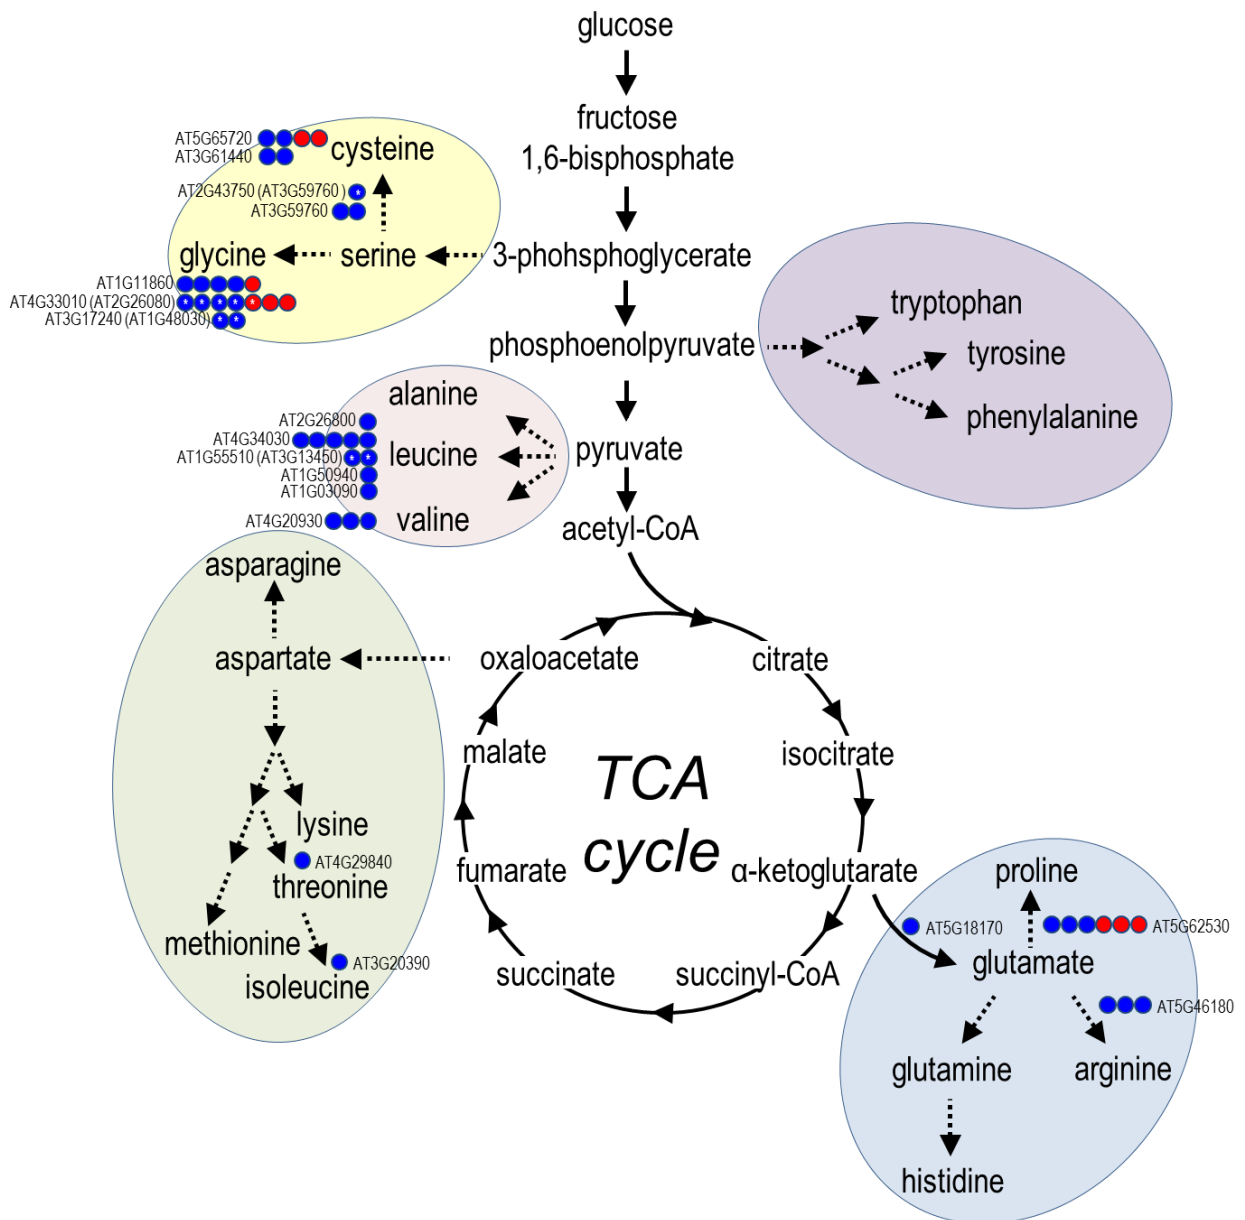 glucose
fructose
1,6-bisphosphate
AT5G65720
cysteine
AT3G61440
AT2G43750 (AT3G59760)
*
AT3G59760
glycine
serine
3-phohsphoglycerate
AT1G11860
AT4G33010 (AT2G26080)
* * * * *
AT3G17240 (AT1G48030)
* *
tryptophan
phosphoenolpyruvate
tyrosine
phenylalanine
alanine
AT2G26800
AT4G34030
AT1G55510 (AT3G13450)
* *
leucine
pyruvate
AT1G50940
AT1G03090
AT4G20930
valine
acetyl-CoA
asparagine
aspartate
oxaloacetate
citrate
malate
isocitrate
TCA
cycle
lysine
AT4G29840
threonine
fumarate
α-ketoglutarate
proline
AT5G18170
AT5G62530
methionine
AT3G20390
isoleucine
succinate
succinyl-CoA
glutamate
AT5G46180
glutamine
arginine
histidine